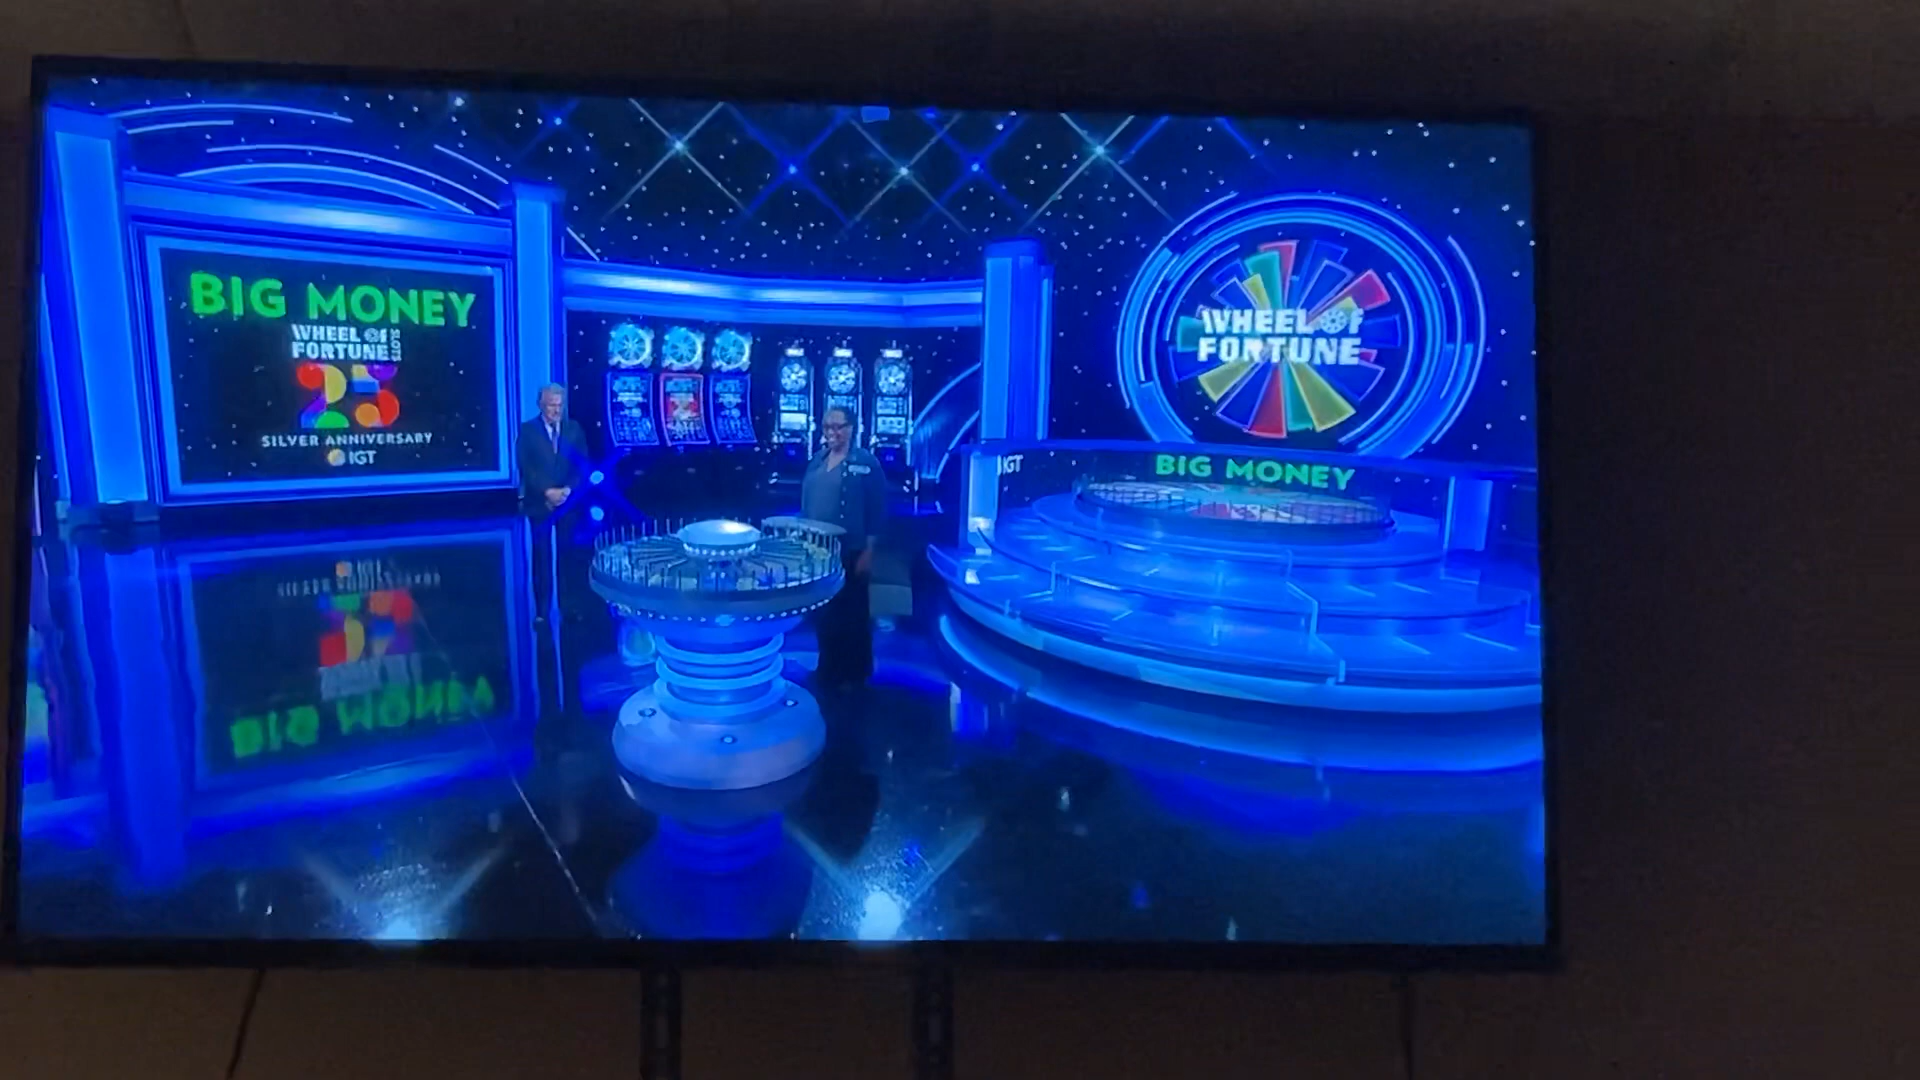 BIG MONEY
WHEEL OF
FORTUNE SLOTS
25
SILVER ANNIVERSARY
IGT
WHEEL OF
FORTUNE
IGT
BIG MONEY